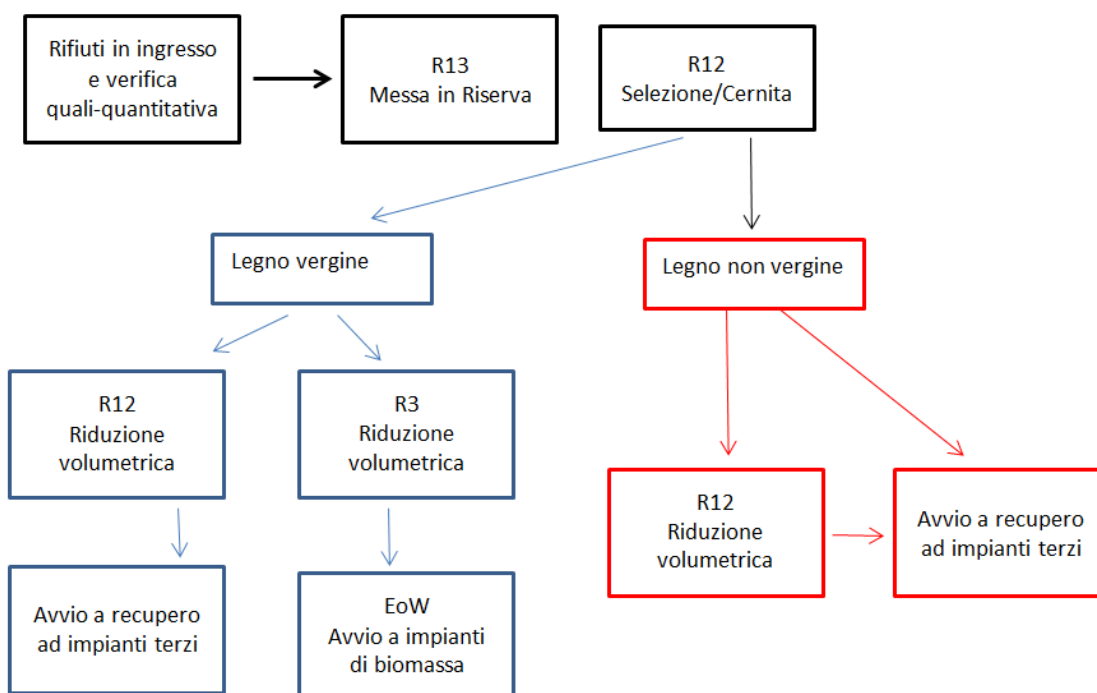 Rifiuti in ingresso
e verifica
quali-quantitativa
R13
Messa in Riserva
R12
Selezione/Cernita
Legno vergine
Legno non vergine
R12
Riduzione
volumetrica
R3
Riduzione
volumetrica
R12
Riduzione
volumetrica
Avvio a recupero
ad impianti terzi
Avvio a recupero
ad impianti terzi
EoW
Avvio a impianti
di biomassa